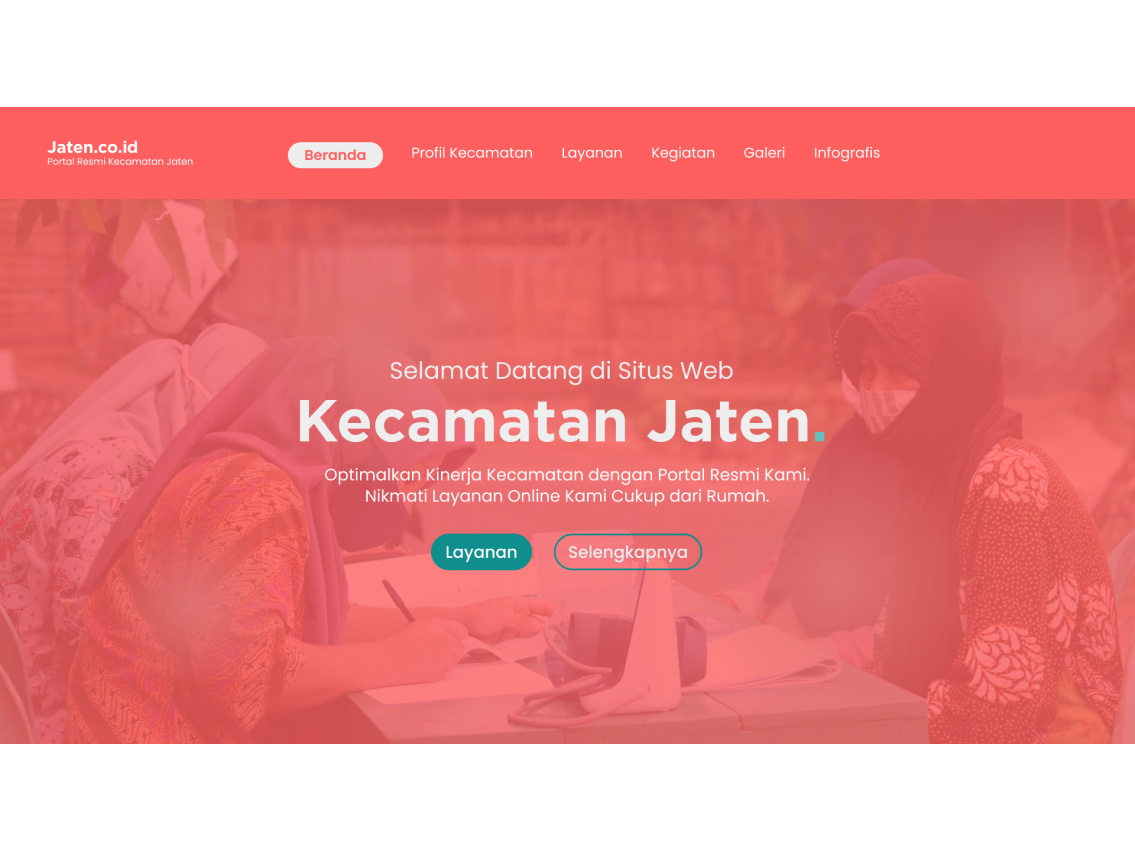 Jaten.co.id
Portal Resmi Kecamatan Jaten
Beranda
Profil Kecamatan
Layanan
Kegiatan
Galeri
Infografis
Selamat Datang di Situs Web
Kecamatan Jaten.
Optimalkan Kinerja Kecamatan dengan Portal Resmi Kami.
Nikmati Layanan Online Kami Cukup dari Rumah.
Layanan
Selengkapnya